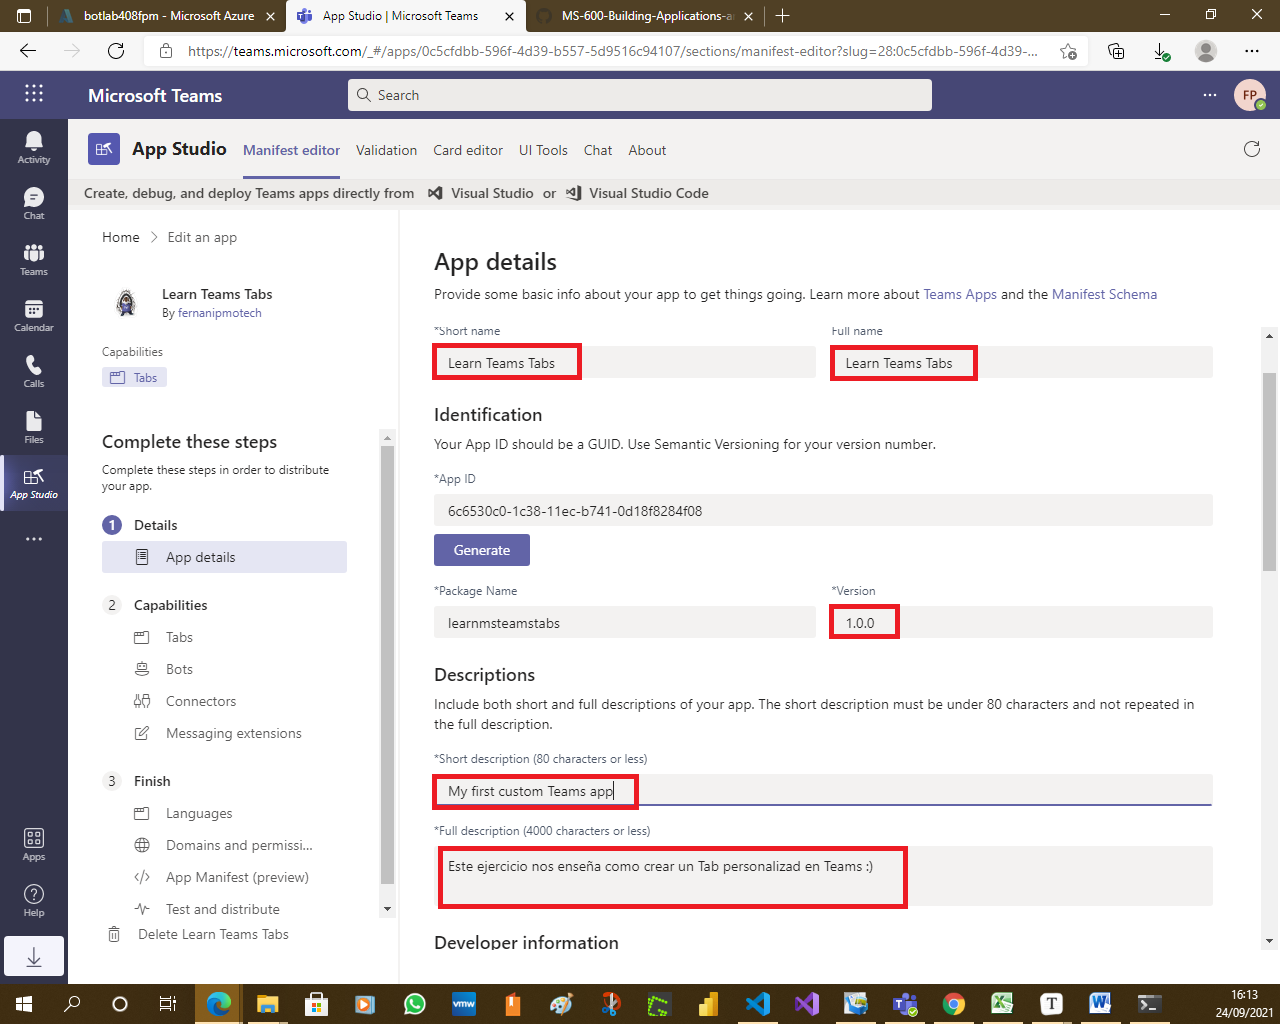 botlab408fpm - Microsoft Azure
App Studio | Microsoft Teams
MS-600-Building-Applications-a
https://teams.microsoft.com/_#/apps/0c5cfdbb-596f-4d39-b557-5d9516c94107/sections/manifest-editor?slug=28:0c5cfdbb-596f-4d39-...
Microsoft Teams
Search
FP
Activity
Chat
Teams
Calendar
Calls
Files
App Studio
Apps
Help
App Studio
Manifest editor
Validation
Card editor
UI Tools
Chat
About
Create, debug, and deploy Teams apps directly from Visual Studio or Visual Studio Code
Home > Edit an app
Learn Teams Tabs
By fernanipmotech
Capabilities
Tabs
Complete these steps
Complete these steps in order to distribute
your app.
1 Details
App details
2 Capabilities
Tabs
Bots
Connectors
Messaging extensions
3 Finish
Languages
Domains and permissi...
App Manifest (preview)
Test and distribute
Delete Learn Teams Tabs
App details
Provide some basic info about your app to get things going. Learn more about Teams Apps and the Manifest Schema
*Short name
Full name
Learn Teams Tabs
Learn Teams Tabs
Identification
Your App ID should be a GUID. Use Semantic Versioning for your version number.
*App ID
6c6530c0-1c38-11ec-b741-0d18f8284f08
Generate
*Package Name
*Version
learnmsteamstabs
1.0.0
Descriptions
Include both short and full descriptions of your app. The short description must be under 80 characters and not repeated in
the full description.
*Short description (80 characters or less)
My first custom Teams app
*Full description (4000 characters or less)
Este ejercicio nos enseña como crear un Tab personalizad en Teams :)
Developer information
vmw
T
16:13
24/09/2021